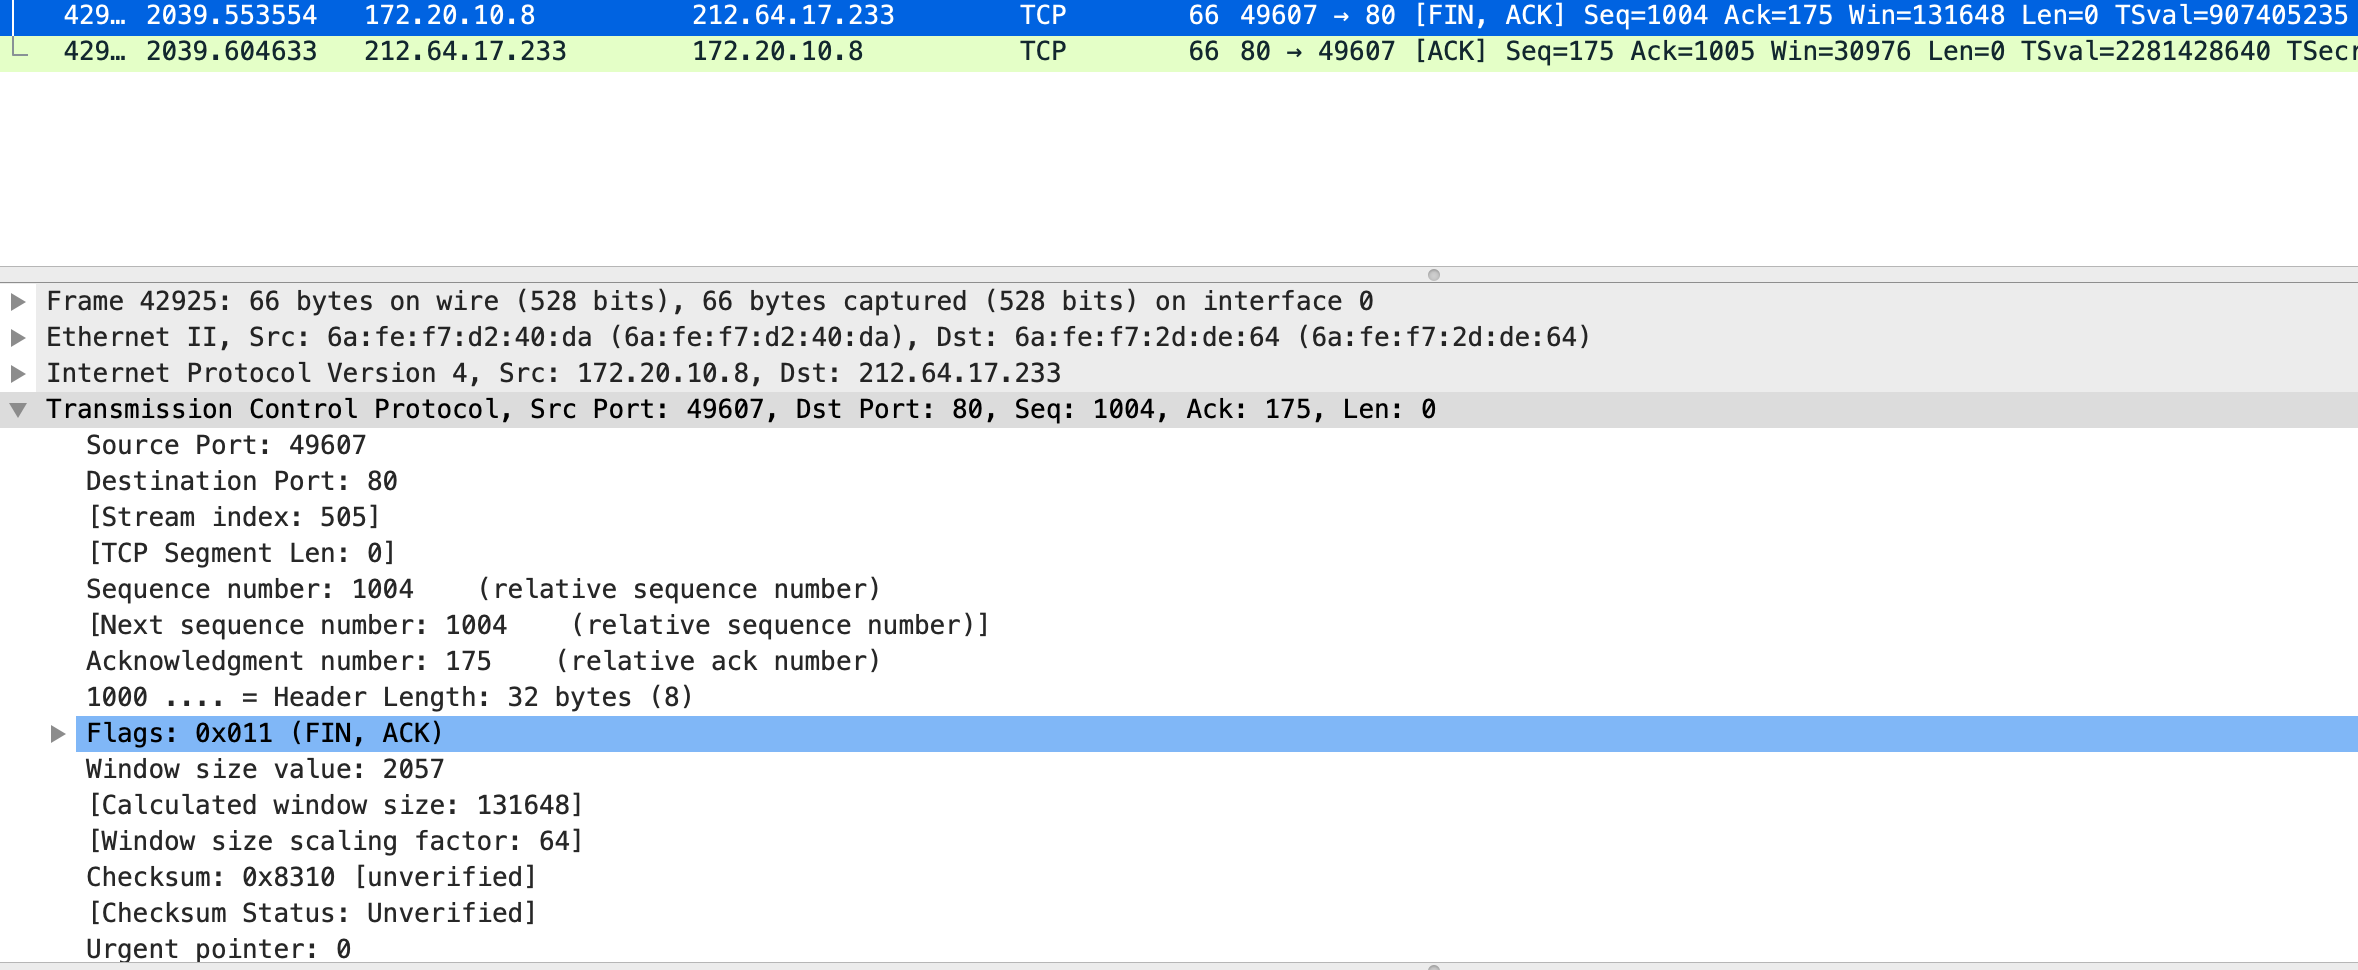 429… 2039.553554 172.20.10.8 212.64.17.233 TCP 66 49607 → 80 [FIN, ACK] Seq=1004 Ack=175 Win=131648 Len=0 TSval=907405235
429… 2039.604633 212.64.17.233 172.20.10.8 TCP 66 80 → 49607 [ACK] Seq=175 Ack=1005 Win=30976 Len=0 TSval=2281428640 TSecr
Frame 42925: 66 bytes on wire (528 bits), 66 bytes captured (528 bits) on interface 0
Ethernet II, Src: 6a:fe:f7:d2:40:da (6a:fe:f7:d2:40:da), Dst: 6a:fe:f7:2d:de:64 (6a:fe:f7:2d:de:64)
Internet Protocol Version 4, Src: 172.20.10.8, Dst: 212.64.17.233
Transmission Control Protocol, Src Port: 49607, Dst Port: 80, Seq: 1004, Ack: 175, Len: 0
Source Port: 49607
Destination Port: 80
[Stream index: 505]
[TCP Segment Len: 0]
Sequence number: 1004    (relative sequence number)
[Next sequence number: 1004    (relative sequence number)]
Acknowledgment number: 175    (relative ack number)
1000 .... = Header Length: 32 bytes (8)
Flags: 0x011 (FIN, ACK)
Window size value: 2057
[Calculated window size: 131648]
[Window size scaling factor: 64]
Checksum: 0x8310 [unverified]
[Checksum Status: Unverified]
Urgent pointer: 0